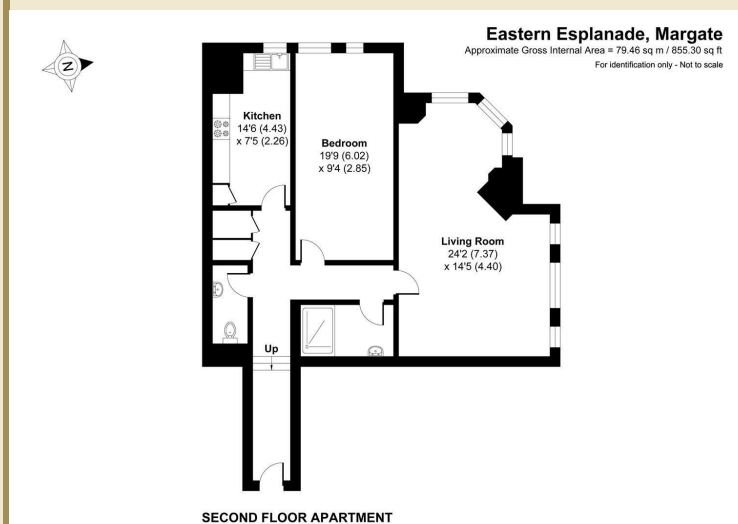 Eastern Esplanade, Margate
Approximate Gross Internal Area = 79.46 sq m / 855.30 sq ft
For identification only - Not to scale
N
Kitchen
14'6 (4.43)
x 7'5 (2.26)
Bedroom
19'9 (6.02)
x 9'4 (2.85)
Living Room
24'2 (7.37)
x 14'5 (4.40)
Up
SECOND FLOOR APARTMENT